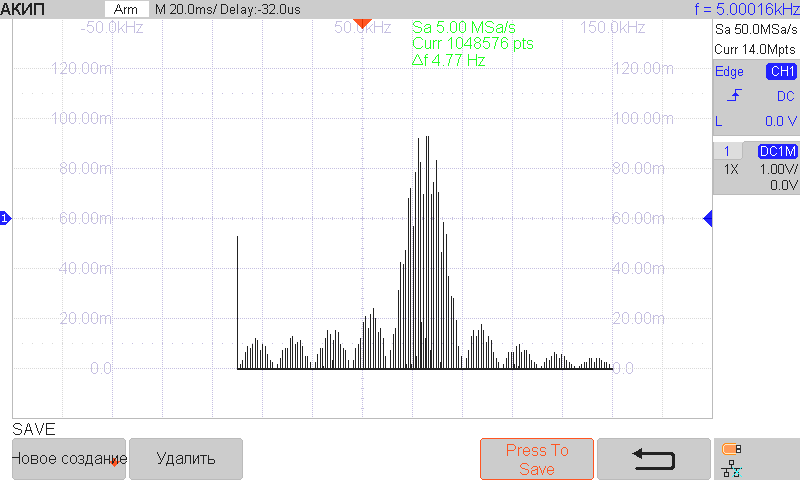 АКИП Arm M 20.0ms/ Delay:-32.0us f = 5.00016kHz
-50.0kHz 50.0kHz Sa 5.00 MSa/s 150.0kHz Sa 50.0MSa/s
Curr 1048576 pts Curr 14.0Mpts
Δf 4.77 Hz
120.00m 120.00m Edge CH1
DC
100.00m 100.00m L 0.0 V
1 DC1M
80.00m 80.00m 1X 1.00V/
0.0V
1 60.00m 60.00m
40.00m 40.00m
20.00m 20.00m
0.0 0.0
SAVE
Новое создание Удалить Press To
Save